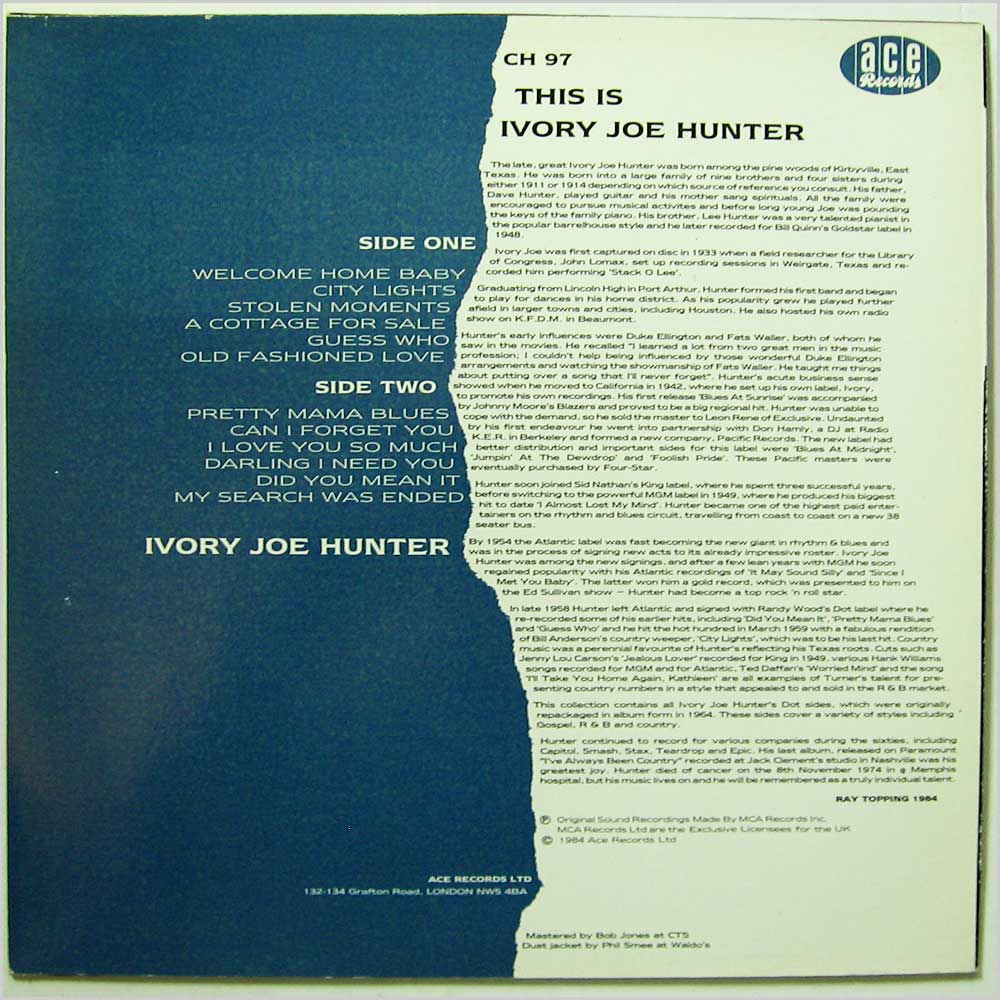 CH 97
ace
Records
THIS IS
IVORY JOE HUNTER
The late, great Ivory Joe Hunter was born among the pine woods of Kirbyville, East
Texas. He was born into a large family of nine brothers and four sisters during
either 1911 or 1914 depending on which source of reference you consult. His father,
Dave Hunter, played guitar and his mother sang spirituals. All the family were
encouraged to pursue musical activites and before long young Joe was pounding
the keys of the family piano. His brother, Lee Hunter was a very talented pianist in
the popular barrelhouse style and he later recorded for Bill Quinn's Goldstar label in
1948.
Ivory Joe was first captured on disc in 1933 when a field researcher for the Library
of Congress, John Lomax, set up recording sessions in Weirgate, Texas and re-
corded him performing 'Stack O Lee'.
Graduating from Lincoln High in Port Arthur, Hunter formed his first band and began
to play for dances in his home district. As his popularity grew he played further
afield in larger towns and cities, including Houston. He also hosted his own radio
show on K.F.D.M. in Beaumont.
Hunter's early influences were Duke Ellington and Fats Waller, both of whom he
saw in the movies. He recalled "I learned a lot from two great men in the music
profession; I couldn't help being influenced by those wonderful Duke Ellington
arrangements and watching the showmanship of Fats Waller. He taught me things
about putting over a song that I'll never forget". Hunter's acute business sense
showed when he moved to California in 1942, where he set up his own label, Ivory,
to promote his own recordings. His first release 'Blues At Sunrise' was accompanied
by Johnny Moore's Blazers and proved to be a big regional hit. Hunter was unable to
cope with the demand, so he sold the master to Leon Rene of Exclusive. Undaunted
by his first endeavour he went into partnership with Don Hamly, a DJ at Radio
K.E.R. in Berkeley and formed a new company, Pacific Records. The new label had
better distribution and important sides for this label were 'Blues At Midnight',
'Jumpin' At The Dewdrop' and 'Foolish Pride'. These Pacific masters were
eventually purchased by Four-Star.
Hunter soon joined Sid Nathan's King label, where he spent three successful years,
before switching to the powerful MGM label in 1949, where he produced his biggest
hit to date 'I Almost Lost My Mind'. Hunter became one of the highest paid enter-
tainers on the rhythm and blues circuit, travelling from coast to coast on a new 38
seater bus.
By 1954 the Atlantic label was fast becoming the new giant in rhythm & blues and
was in the process of signing new acts to its already impressive roster. Ivory Joe
Hunter was among the new signings, and after a few lean years with MGM he soon
regained popularity with his Atlantic recordings of 'It May Sound Silly' and 'Since I
Met You Baby'. The latter won him a gold record, which was presented to him on
the Ed Sullivan show – Hunter had become a top rock 'n roll star.
In late 1958 Hunter left Atlantic and signed with Randy Wood's Dot label where he
re-recorded some of his earlier hits, including 'Did You Mean It', 'Pretty Mama Blues'
and 'Guess Who' and he hit the hot hundred in March 1959 with a fabulous rendition
of Bill Anderson's country weeper, 'City Lights', which was to be his last hit. Country
music was a perennial favourite of Hunter's reflecting his Texas roots. Cuts such as
Jenny Lou Carson's 'Jealous Lover' recorded for King in 1949, various Hank Williams
songs recorded for MGM and for Atlantic, Ted Daffan's 'Worried Mind' and the song
'I'll Take You Home Again, Kathleen' are all examples of Turner's talent for pre-
senting country numbers in a style that appealed to and sold in the R & B market.
This collection contains all Ivory Joe Hunter's Dot sides, which were originally
repackaged in album form in 1964. These sides cover a variety of styles including
Gospel, R & B and country.
Hunter continued to record for various companies during the sixties, including
Capitol, Smash, Stax, Teardrop and Epic. His last album, released on Paramount
"I've Always Been Country" recorded at Jack Clement's studio in Nashville was his
greatest joy. Hunter died of cancer on the 8th November 1974 in a Memphis
hospital, but his music lives on and he will be remembered as a truly individual talent.
RAY TOPPING 1984
Ⓟ Original Sound Recordings Made By MCA Records Inc.
MCA Records Ltd are the Exclusive Licensees for the UK
© 1984 Ace Records Ltd
Mastered by Bob Jones at CTS
Dust jacket by Phil Smee at Waldo's
SIDE ONE
WELCOME HOME BABY
CITY LIGHTS
STOLEN MOMENTS
A COTTAGE FOR SALE
GUESS WHO
OLD FASHIONED LOVE
SIDE TWO
PRETTY MAMA BLUES
CAN I FORGET YOU
I LOVE YOU SO MUCH
DARLING I NEED YOU
DID YOU MEAN IT
MY SEARCH WAS ENDED
IVORY JOE HUNTER
ACE RECORDS LTD
132-134 Grafton Road, LONDON NW5 4BA